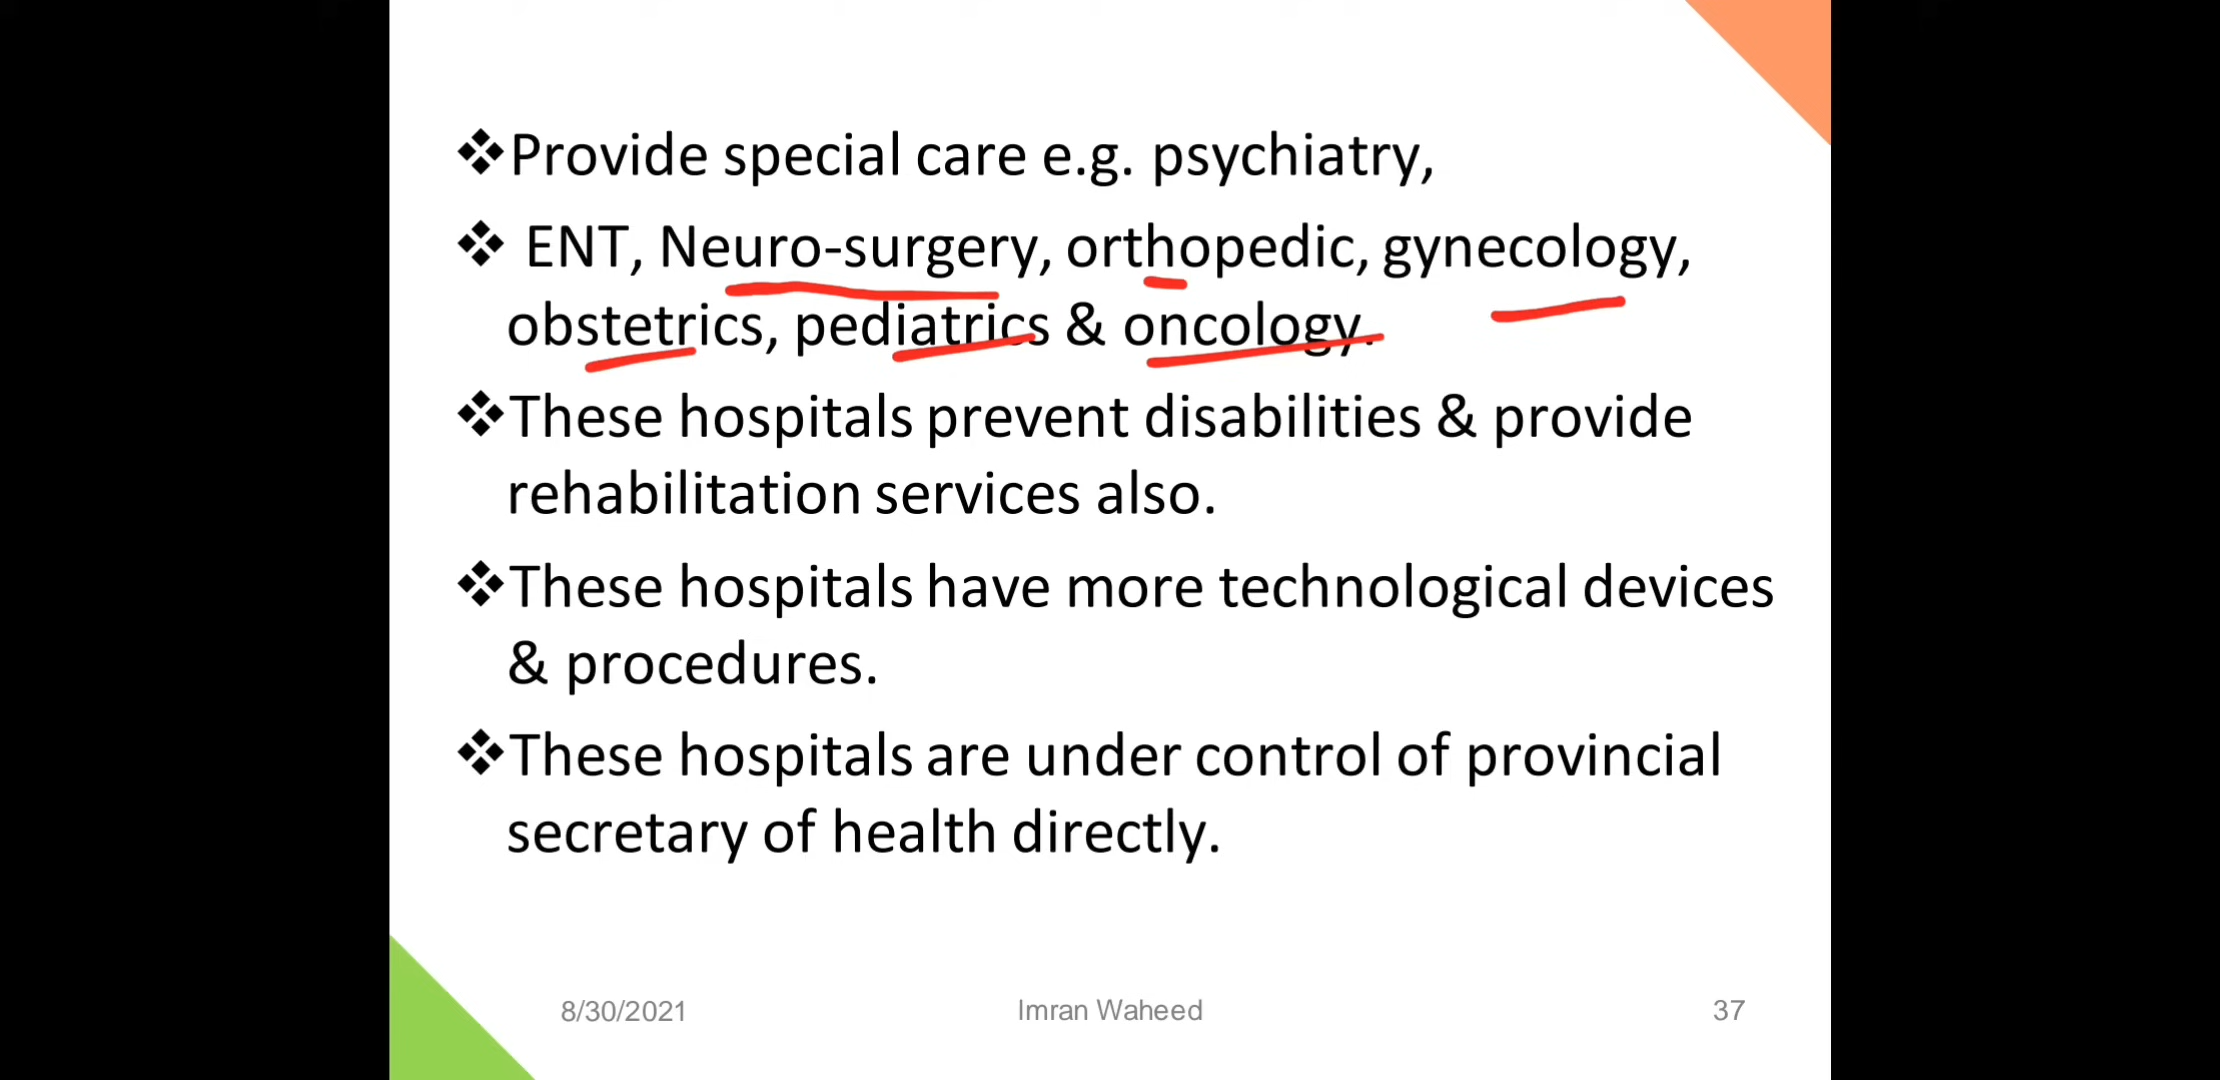 ❖Provide special care e.g. psychiatry,
❖ ENT, Neuro-surgery, orthopedic, gynecology,
obstetrics, pediatrics & oncology.
❖These hospitals prevent disabilities & provide
rehabilitation services also.
❖These hospitals have more technological devices
& procedures.
❖These hospitals are under control of provincial
secretary of health directly.
8/30/2021 Imran Waheed 37